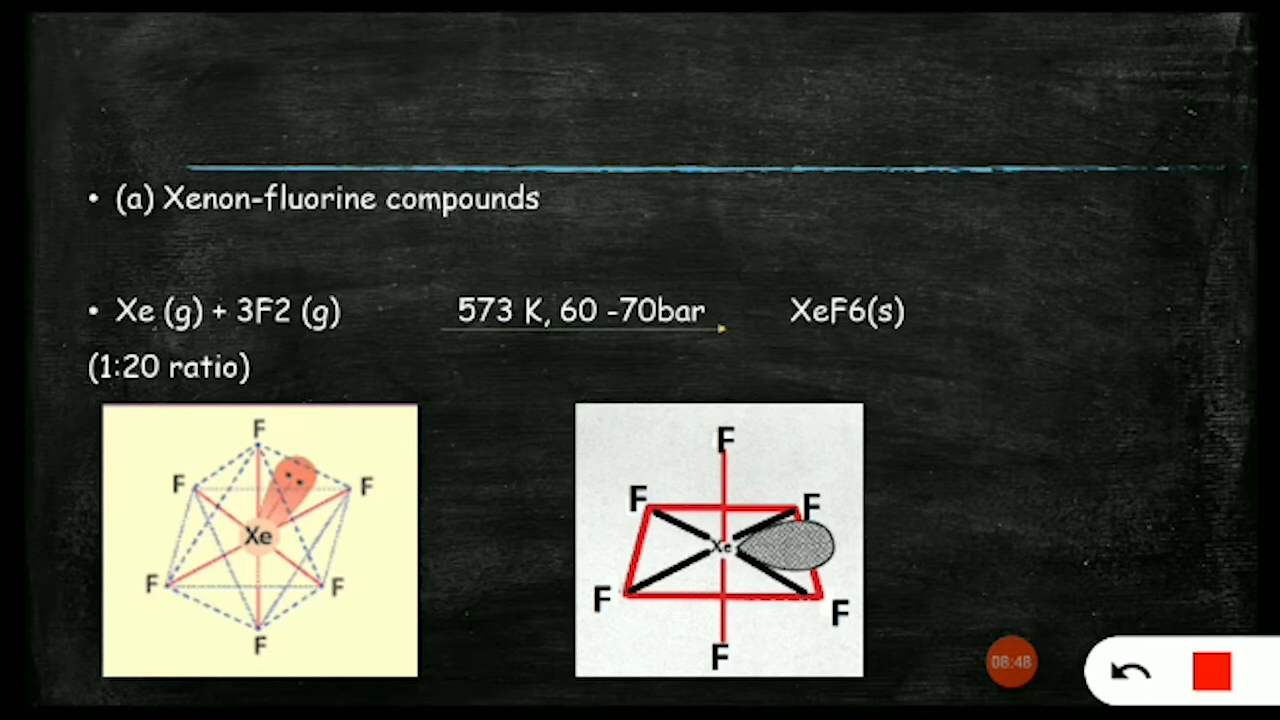 • (a) Xenon-fluorine compounds
• Xe (g) + 3F2 (g) 573 K, 60 -70bar XeF6(s)
(1:20 ratio)
F
F F
Xe
F F
F
F
F F
Xe
F F
F
08:48